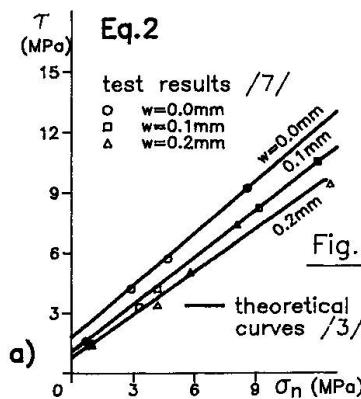 τ
(MPa)
Eq.2
15
test results /7/
w=0.0mm
w=0.1mm
w=0.2mm
12
w=0.0mm
0.1mm
9
0.2mm
6
Fig.
3
theoretical
curves /3/
a)
0 3 6 9 σn (MPa)